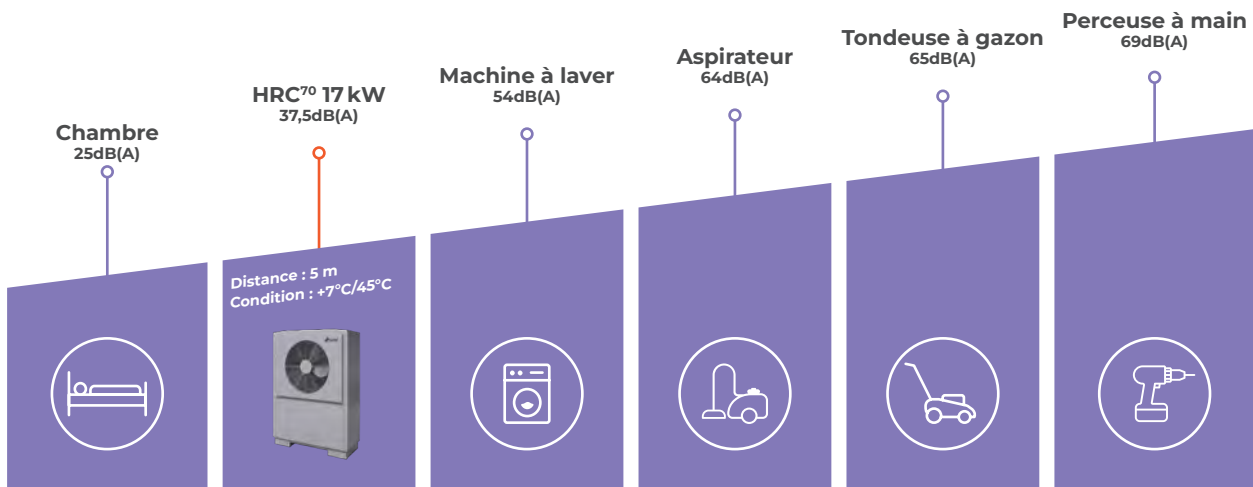 Chambre
25dB(A)
HRC⁷⁰ 17 kW
37,5dB(A)
Distance : 5 m
Condition : +7°C/45°C
Machine à laver
54dB(A)
Aspirateur
64dB(A)
Tondeuse à gazon
65dB(A)
Perceuse à main
69dB(A)